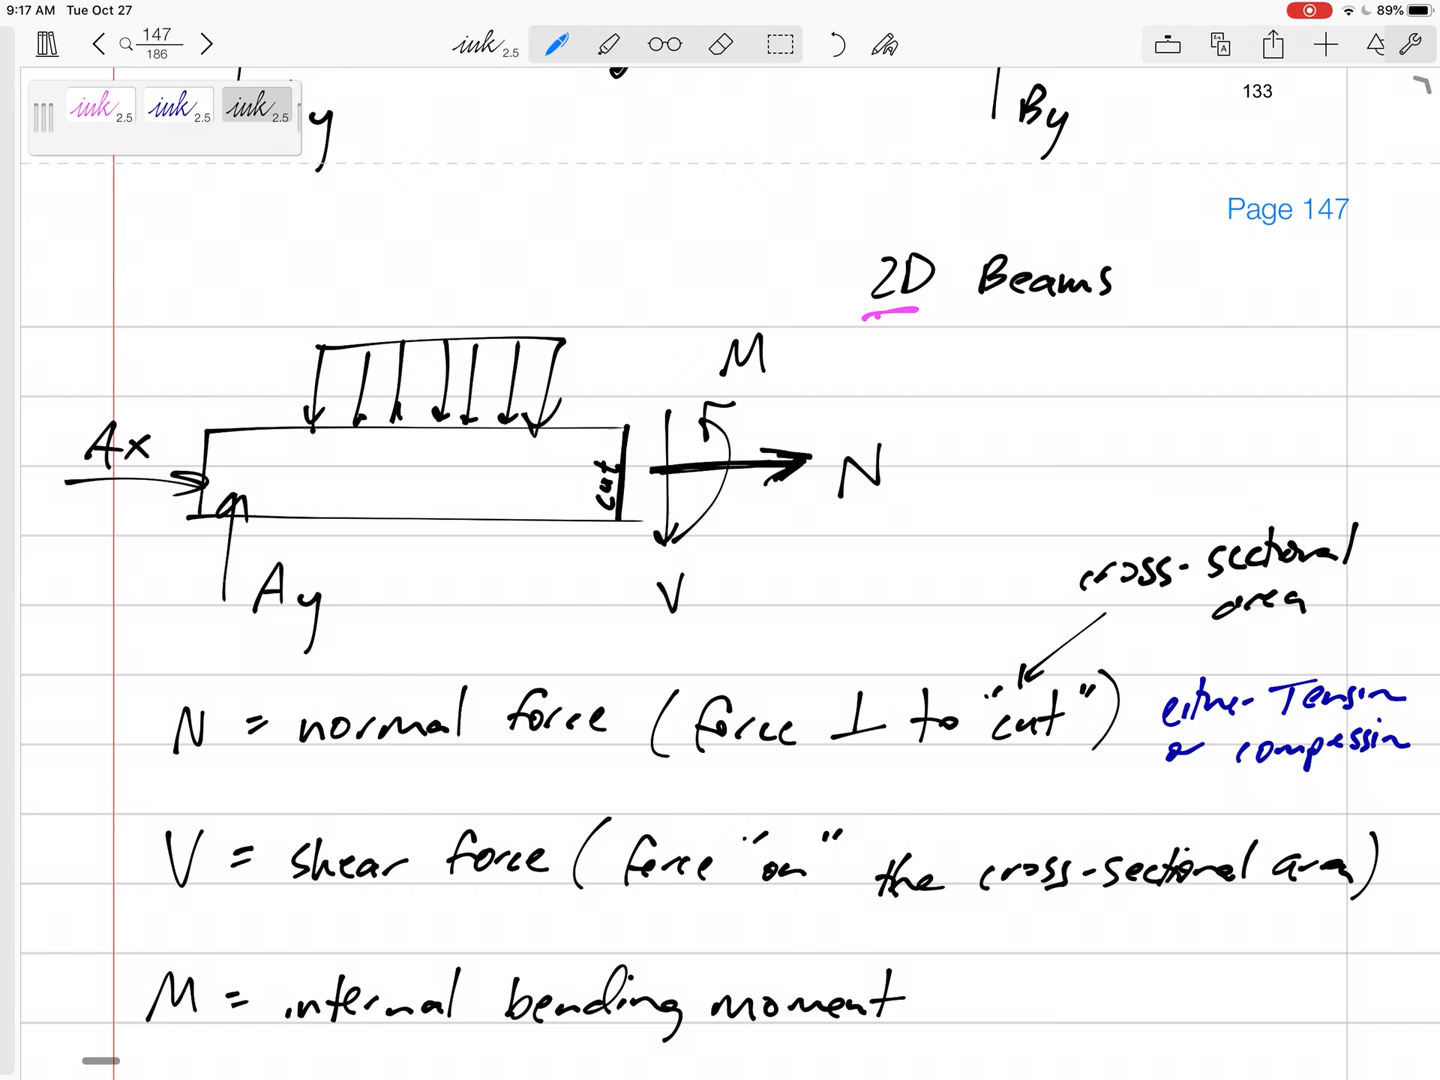 9:17 AM Tue Oct 27
89%
147
186
ink 2.5
ink 2.5
ink 2.5
ink 2.5
y
By
133
Page 147
2D Beams
M
Ax
cut
N
Ay
V
cross-sectional
area
N = normal force (force ⊥ to "cut")
either Tension
or compression
V = shear force (force "on" the cross-sectional area)
M = internal bending moment